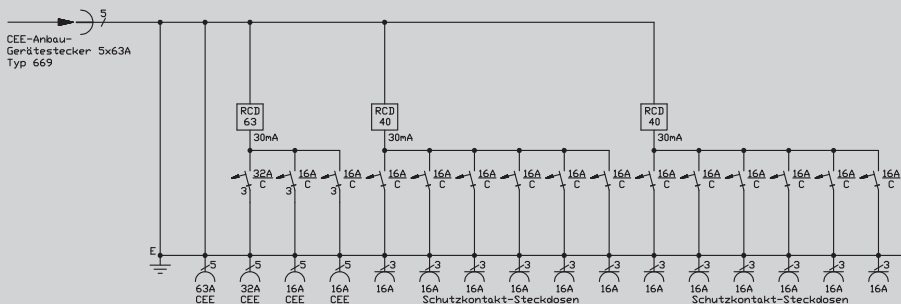 5
CEE-Anbau-
Gerätestecker 5x63A
Typ 669
RCD
63
30mA
RCD
40
30mA
RCD
40
30mA
32A
C
3
16A
C
3
16A
C
3
16A
C
16A
C
16A
C
16A
C
16A
C
16A
C
16A
C
16A
C
16A
C
16A
C
16A
C
16A
C
E
5 5 5 5 3 3 3 3 3 3 3 3 3 3 3 3
63A 32A 16A 16A 16A 16A 16A 16A 16A 16A 16A 16A 16A 16A 16A 16A
CEE CEE CEE CEE Schutzkontakt-Steckdosen Schutzkontakt-Steckdosen